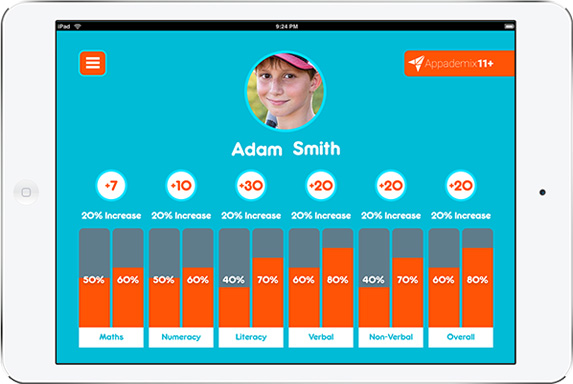 iPad 9:24 PM
Appademix11+
Adam Smith
+7 +10 +30 +20 +20 +20
20% Increase 20% Increase 20% Increase 20% Increase 20% Increase 20% Increase
50% 60% 50% 60% 40% 70% 60% 80% 40% 70% 60% 80%
Maths Numeracy Literacy Verbal Non-Verbal Overall